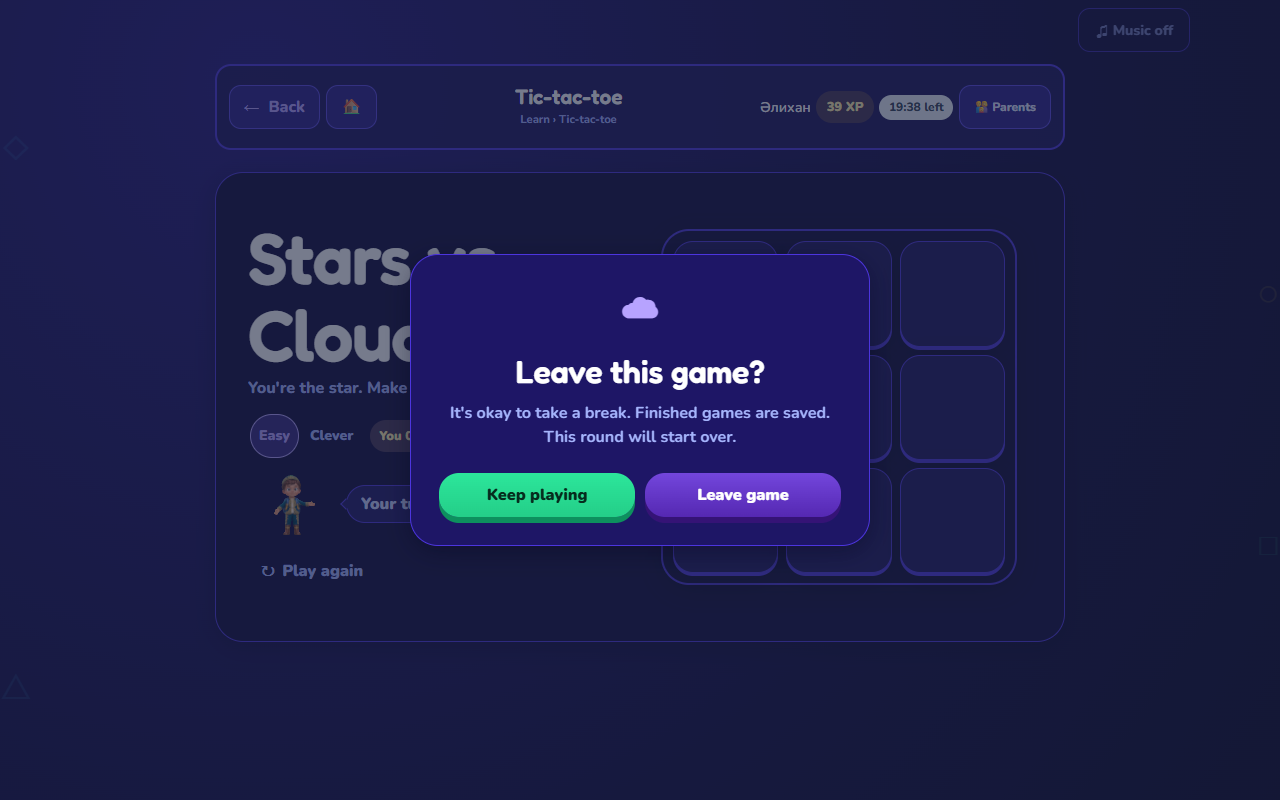 ♫ Music off
← Back
Tic-tac-toe
Learn › Tic-tac-toe
Әлихан
39 XP
19:38 left
Parents
Stars
Leave this game?
It's okay to take a break. Finished games are saved.
This round will start over.
Keep playing
Leave game
You're the star. Make
Easy
Clever
You
Your
↻ Play again